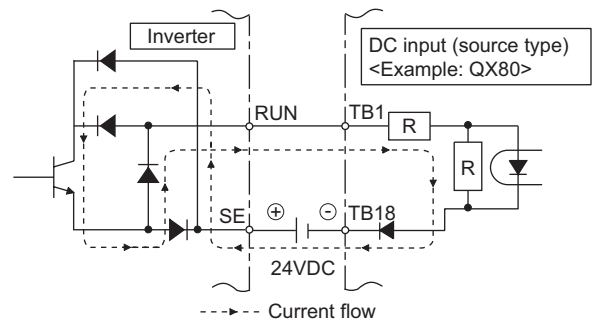 Inverter
DC input (source type)
<Example: QX80>
RUN
TB1
R
R
SE
⊕
⊖
TB18
24VDC
Current flow